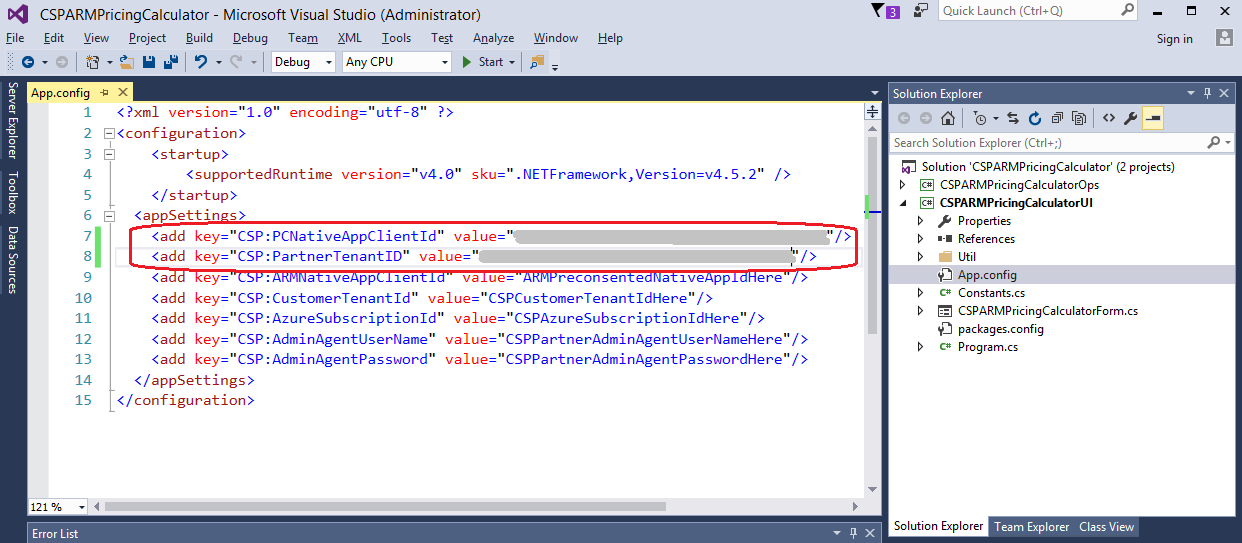 CSPARMPricingCalculator - Microsoft Visual Studio (Administrator)
3
Quick Launch (Ctrl+Q)
File Edit View Project Build Debug Team XML Tools Test Analyze Window Help
Sign in
Debug Any CPU Start
Server Explorer
Toolbox
Data Sources
App.config
1 <?xml version="1.0" encoding="utf-8" ?>
2 <configuration>
3 <startup>
4 <supportedRuntime version="v4.0" sku=".NETFramework,Version=v4.5.2" />
5 </startup>
6 <appSettings>
7 <add key="CSP:PCNativeAppClientId" value=" "/>
8 <add key="CSP:PartnerTenantID" value=" "/>
9 <add key="CSP:ARMNativeAppClientId" value="ARMPreconsentedNativeAppIdHere"/>
10 <add key="CSP:CustomerTenantId" value="CSPCustomerTenantIdHere"/>
11 <add key="CSP:AzureSubscriptionId" value="CSPAzureSubscriptionIdHere"/>
12 <add key="CSP:AdminAgentUserName" value="CSPPartnerAdminAgentUserNameHere"/>
13 <add key="CSP:AdminAgentPassword" value="CSPPartnerAdminAgentPasswordHere"/>
14 </appSettings>
15 </configuration>
121 %
Error List
Solution Explorer
Search Solution Explorer (Ctrl+;)
Solution 'CSPARMPricingCalculator' (2 projects)
CSPARMPricingCalculatorOps
CSPARMPricingCalculatorUI
Properties
References
Util
App.config
Constants.cs
CSPARMPricingCalculatorForm.cs
packages.config
Program.cs
Solution Explorer Team Explorer Class View